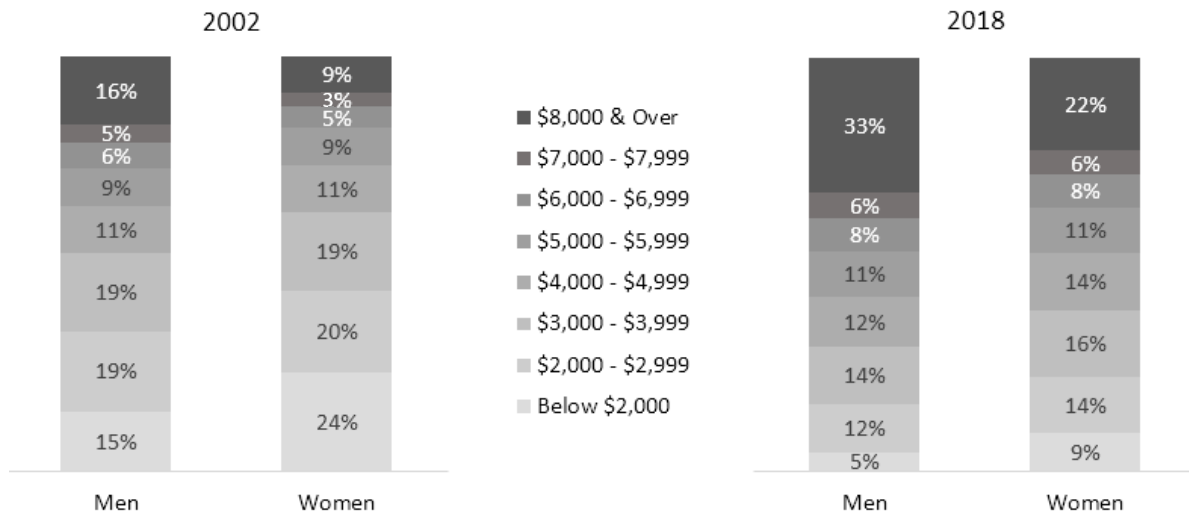 2002
16%
5%
6%
9%
11%
19%
19%
15%
Men
9%
3%
5%
9%
11%
19%
20%
24%
Women
$8,000 & Over
$7,000 - $7,999
$6,000 - $6,999
$5,000 - $5,999
$4,000 - $4,999
$3,000 - $3,999
$2,000 - $2,999
Below $2,000
2018
33%
6%
8%
11%
12%
14%
12%
5%
Men
22%
6%
8%
11%
14%
16%
14%
9%
Women